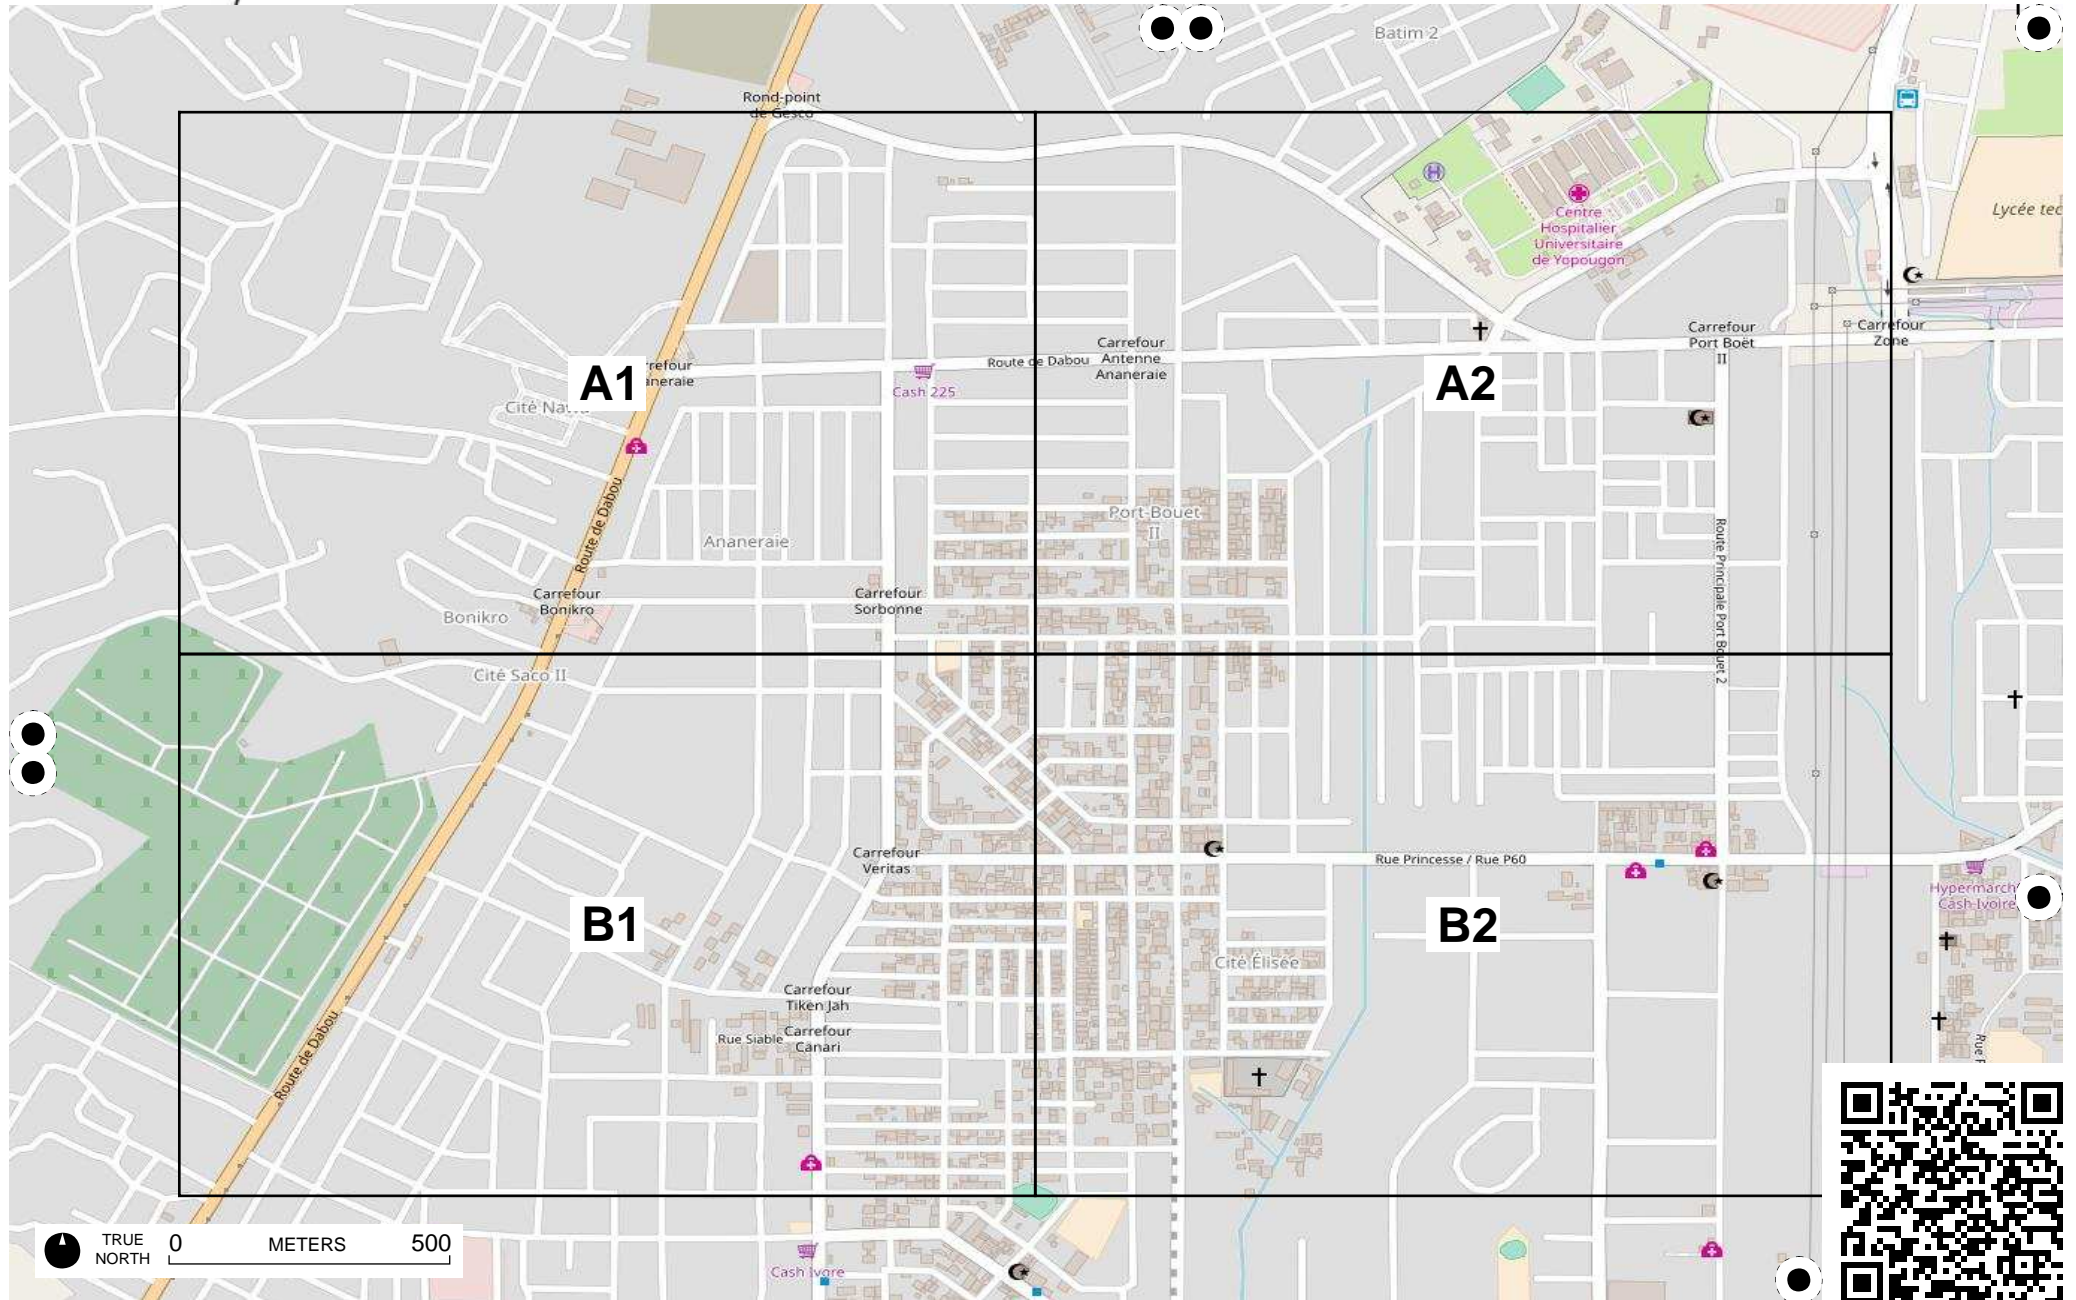 Batim 2
Rond-point
de Gesco
Centre
Hospitalier
Universitaire
de Yopougon
Lycée tec
Carrefour
Port Boët
II
Carrefour
Zone
Carrefour
Antenne
Ananeraie
Route de Dabou
Cash 225
A1
A2
Route de Dabou
Port-Bouet
II
Ananeraie
Carrefour
Bonikro
Bonikro
Carrefour
Sorbonne
Route Principale Port Bouet 2
Cité Saco II
Carrefour
Veritas
Rue Princesse / Rue P60
Hypermarch
Cash Ivoire
B1
B2
Cité Élisée
Carrefour
Tiken Jah
Rue Siable
Carrefour
Canari
Route de Dabou
TRUE
NORTH
0 METERS 500
Cash Ivore